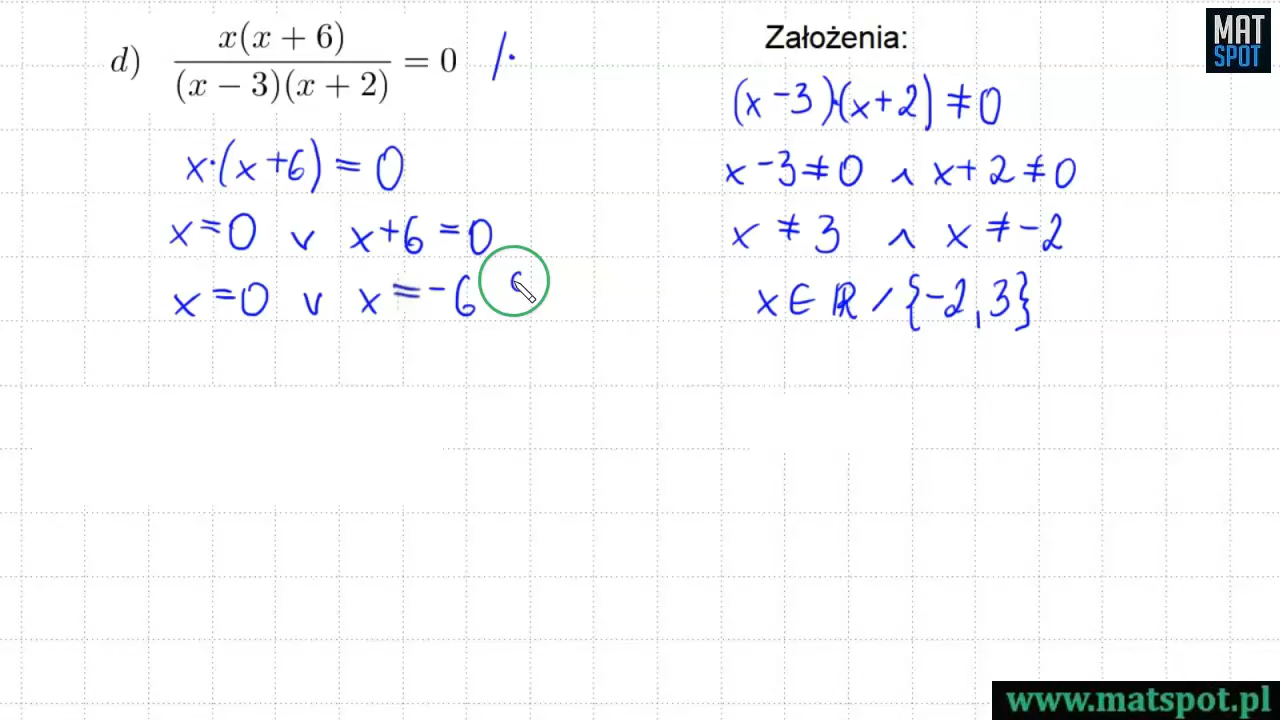 MAT
SPOT
d) x(x + 6) / (x − 3)(x + 2) = 0 /·
x·(x+6) = 0
x=0 v x+6=0
x=0 v x=-6
Założenia:
(x-3)·(x+2) ≠ 0
x-3≠0 ∧ x+2≠0
x ≠ 3 ∧ x ≠ -2
x∈ℝ / {-2, 3}
www.matspot.pl